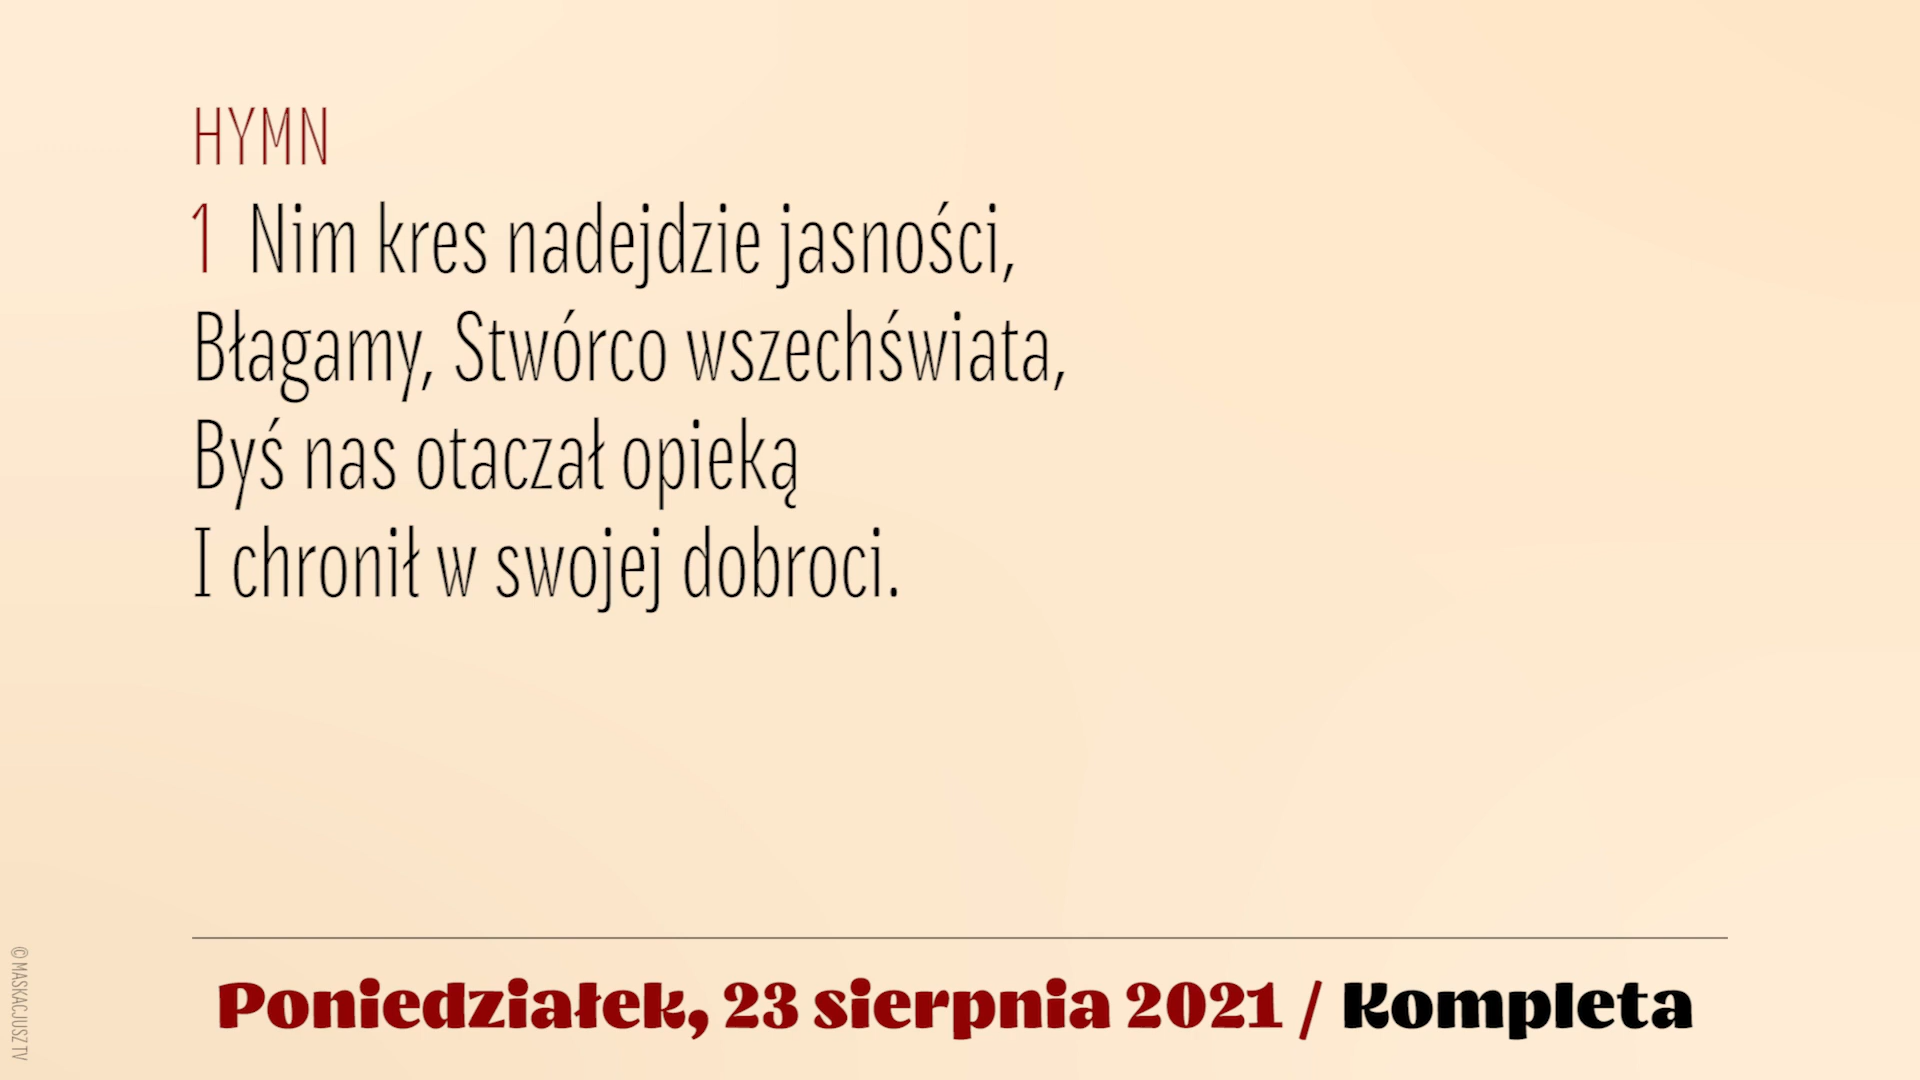 HYMN
1 Nim kres nadejdzie jasności,
Błagamy, Stwórco wszechświata,
Byś nas otaczał opieką
I chronił w swojej dobroci.
Poniedziałek, 23 sierpnia 2021 / Kompleta
© MASKACJUSZ TV